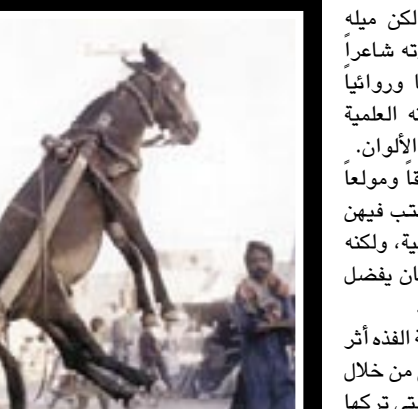 لكن ميله
ته شاعراً
ا وروائياً
ه العلمية
الألوان.
قاً ومولعاً
تب فيهن
ية، ولكنه
ان يفضل
ة الفذه أثر
من خلال
تي تركها